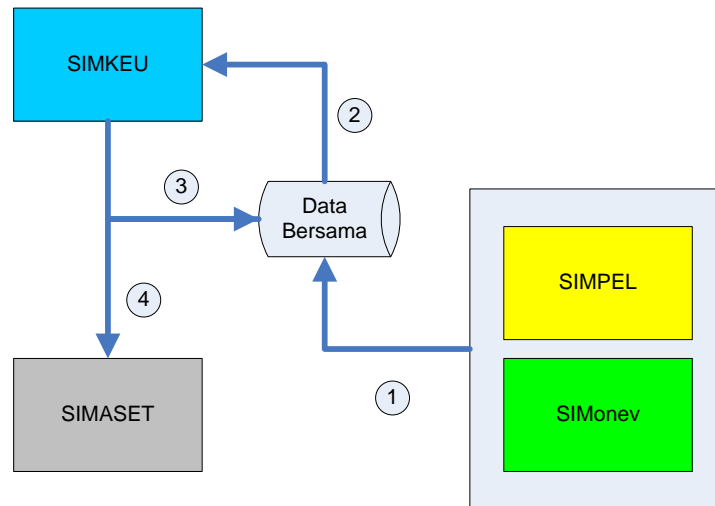 SIMKEU
2
3
Data
Bersama
SIMPEL
4
SIMASET
1
SIMonev